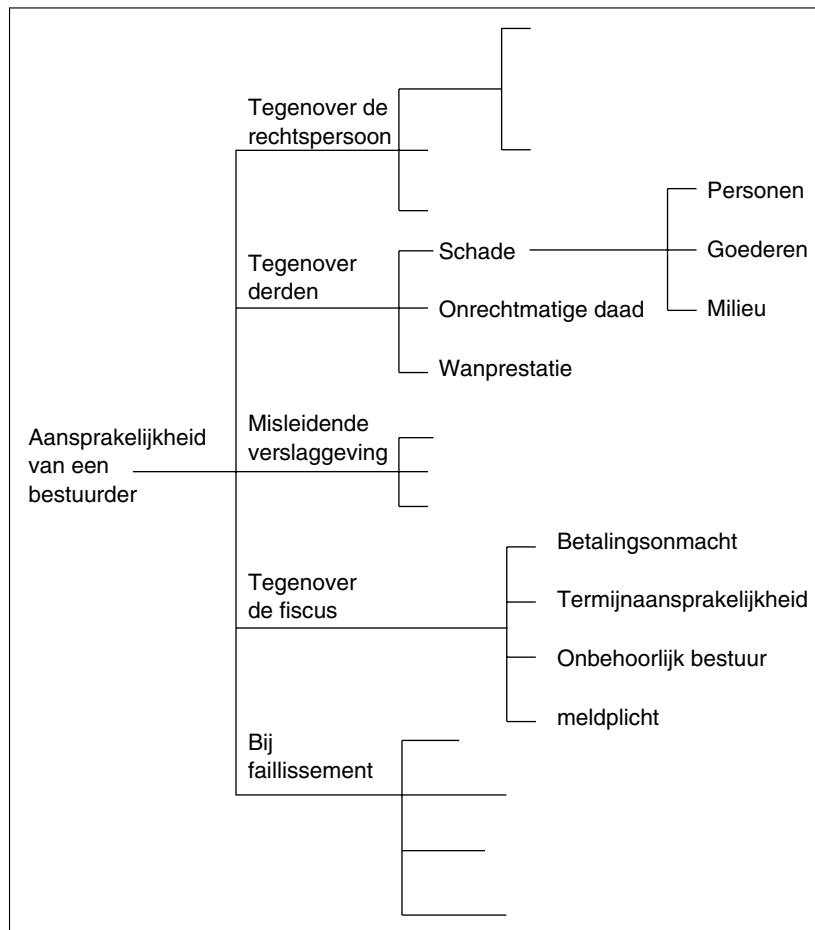 Tegenover de
rechtspersoon
Personen
Tegenover
derden
Schade
Goederen
Onrechtmatige daad
Milieu
Wanprestatie
Misleidende
verslaggeving
Aansprakelijkheid
van een
bestuurder
Betalingsonmacht
Tegenover
de fiscus
Termijnaansprakelijkheid
Onbehoorlijk bestuur
meldplicht
Bij
faillissement